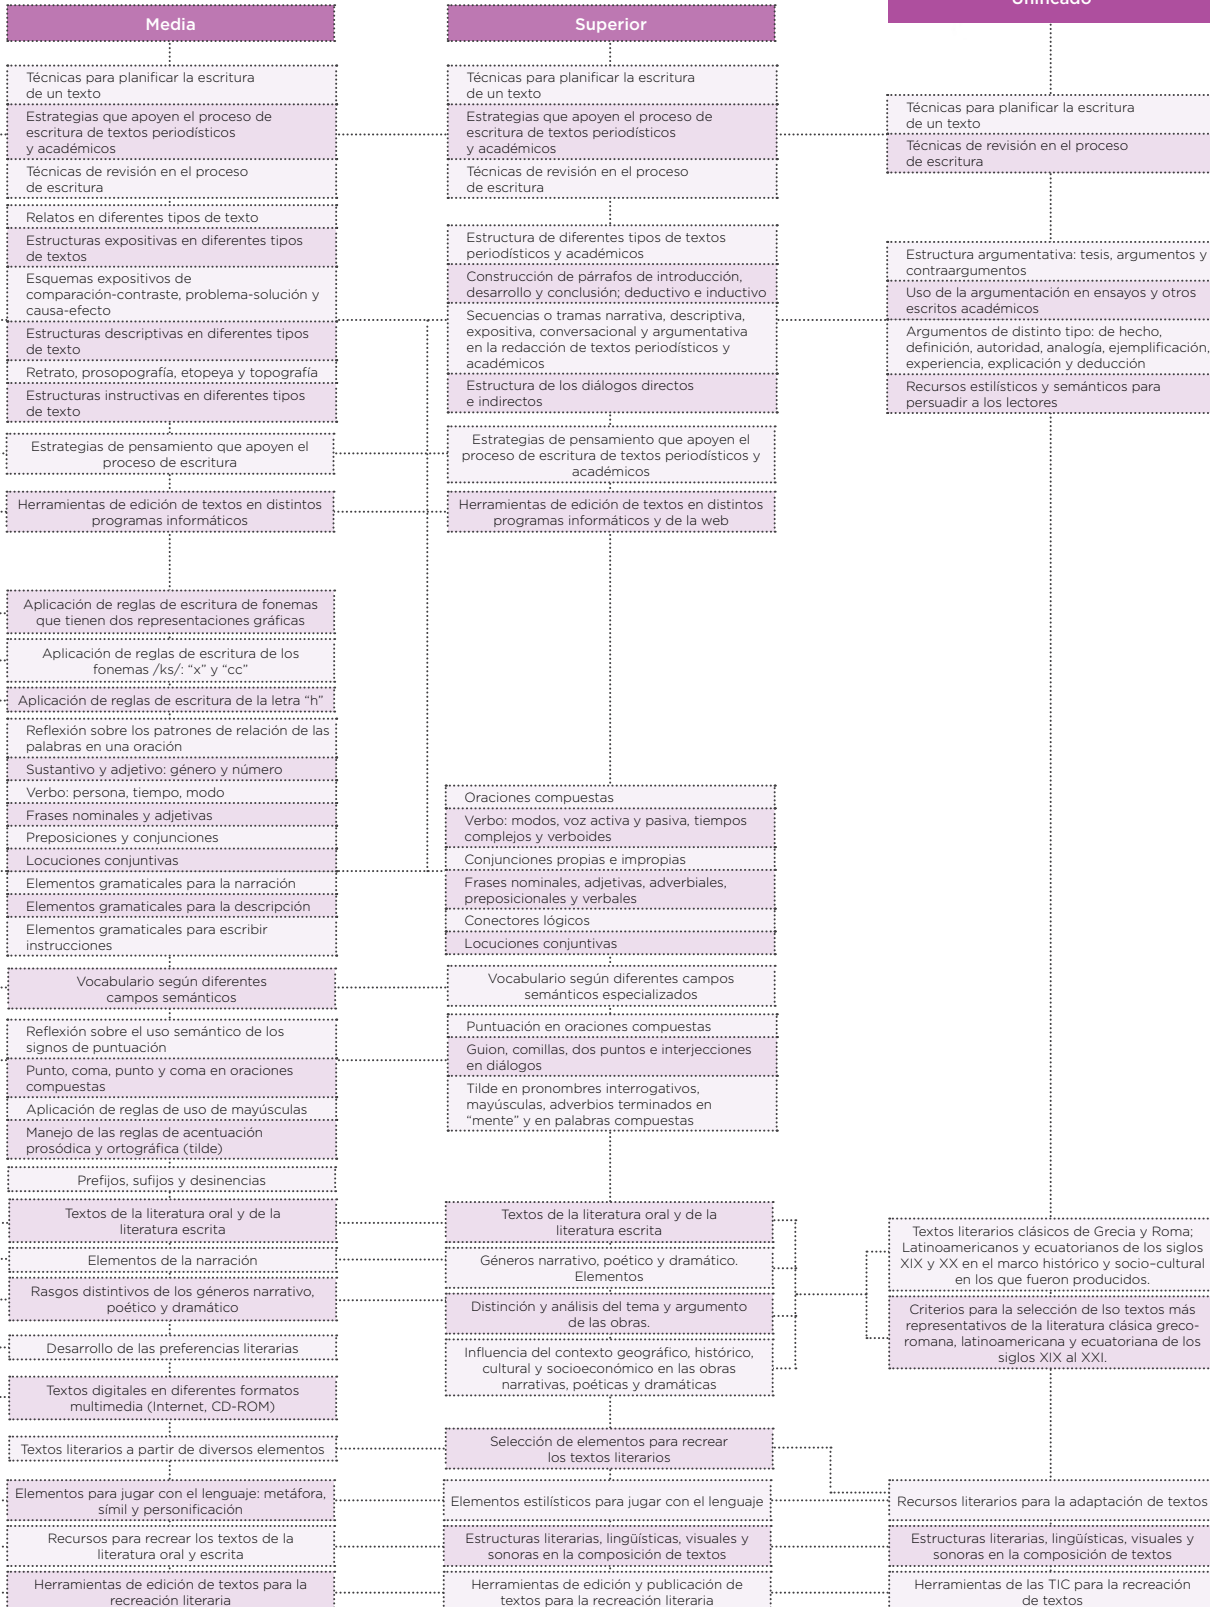 Media
Técnicas para planificar la escritura
de un texto
Estrategias que apoyen el proceso de
escritura de textos periodísticos
y académicos
Técnicas de revisión en el proceso
de escritura
Relatos en diferentes tipos de texto
Estructuras expositivas en diferentes tipos
de textos
Esquemas expositivos de
comparación-contraste, problema-solución y
causa-efecto
Estructuras descriptivas en diferentes tipos
de texto
Retrato, prosopografía, etopeya y topografía
Estructuras instructivas en diferentes tipos
de texto
Estrategias de pensamiento que apoyen el
proceso de escritura
Herramientas de edición de textos en distintos
programas informáticos
Aplicación de reglas de escritura de fonemas
que tienen dos representaciones gráficas
Aplicación de reglas de escritura de los
fonemas /ks/: “x” y “cc”
Aplicación de reglas de escritura de la letra “h”
Reflexión sobre los patrones de relación de las
palabras en una oración
Sustantivo y adjetivo: género y número
Verbo: persona, tiempo, modo
Frases nominales y adjetivas
Preposiciones y conjunciones
Locuciones conjuntivas
Elementos gramaticales para la narración
Elementos gramaticales para la descripción
Elementos gramaticales para escribir
instrucciones
Vocabulario según diferentes
campos semánticos
Reflexión sobre el uso semántico de los
signos de puntuación
Punto, coma, punto y coma en oraciones
compuestas
Aplicación de reglas de uso de mayúsculas
Manejo de las reglas de acentuación
prosódica y ortográfica (tilde)
Prefijos, sufijos y desinencias
Textos de la literatura oral y de la
literatura escrita
Elementos de la narración
Rasgos distintivos de los géneros narrativo,
poético y dramático
Desarrollo de las preferencias literarias
Textos digitales en diferentes formatos
multimedia (Internet, CD-ROM)
Textos literarios a partir de diversos elementos
Elementos para jugar con el lenguaje: metáfora,
símil y personificación
Recursos para recrear los textos de la
literatura oral y escrita
Herramientas de edición de textos para la
recreación literaria
Superior
Técnicas para planificar la escritura
de un texto
Estrategias que apoyen el proceso de
escritura de textos periodísticos
y académicos
Técnicas de revisión en el proceso
de escritura
Estructura de diferentes tipos de textos
periodísticos y académicos
Construcción de párrafos de introducción,
desarrollo y conclusión; deductivo e inductivo
Secuencias o tramas narrativa, descriptiva,
expositiva, conversacional y argumentativa
en la redacción de textos periodísticos y
académicos
Estructura de los diálogos directos
e indirectos
Estrategias de pensamiento que apoyen el
proceso de escritura de textos periodísticos y
académicos
Herramientas de edición de textos en distintos
programas informáticos y de la web
Oraciones compuestas
Verbo: modos, voz activa y pasiva, tiempos
complejos y verboides
Conjunciones propias e impropias
Frases nominales, adjetivas, adverbiales,
preposicionales y verbales
Conectores lógicos
Locuciones conjuntivas
Vocabulario según diferentes campos
semánticos especializados
Puntuación en oraciones compuestas
Guion, comillas, dos puntos e interjecciones
en diálogos
Tilde en pronombres interrogativos,
mayúsculas, adverbios terminados en
“mente” y en palabras compuestas
Textos de la literatura oral y de la
literatura escrita
Géneros narrativo, poético y dramático.
Elementos
Distinción y análisis del tema y argumento
de las obras.
Influencia del contexto geográfico, histórico,
cultural y socioeconómico en las obras
narrativas, poéticas y dramáticas
Selección de elementos para recrear
los textos literarios
Elementos estilísticos para jugar con el lenguaje
Estructuras literarias, lingüísticas, visuales y
sonoras en la composición de textos
Herramientas de edición y publicación de
textos para la recreación literaria
Unificado
Técnicas para planificar la escritura
de un texto
Técnicas de revisión en el proceso
de escritura
Estructura argumentativa: tesis, argumentos y
contraargumentos
Uso de la argumentación en ensayos y otros
escritos académicos
Argumentos de distinto tipo: de hecho,
definición, autoridad, analogía, ejemplificación,
experiencia, explicación y deducción
Recursos estilísticos y semánticos para
persuadir a los lectores
Textos literarios clásicos de Grecia y Roma;
Latinoamericanos y ecuatorianos de los siglos
XIX y XX en el marco histórico y socio-cultural
en los que fueron producidos.
Criterios para la selección de lso textos más
representativos de la literatura clásica greco-
romana, latinoamericana y ecuatoriana de los
siglos XIX al XXI.
Recursos literarios para la adaptación de textos
Estructuras literarias, lingüísticas, visuales y
sonoras en la composición de textos
Herramientas de las TIC para la recreación
de textos